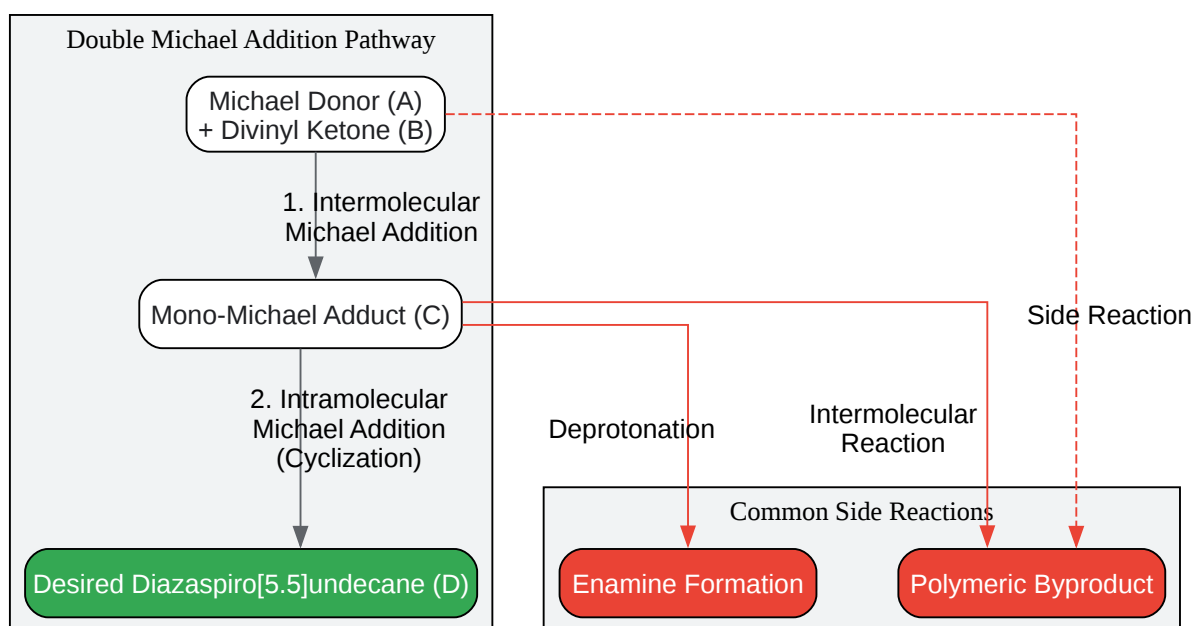 Double Michael Addition Pathway
Michael Donor (A)
+ Divinyl Ketone (B)
1. Intermolecular
Michael Addition
Mono-Michael Adduct (C)
Side Reaction
2. Intramolecular
Michael Addition
(Cyclization)
Deprotonation
Intermolecular
Reaction
Common Side Reactions
Desired Diazaspiro[5.5]undecane (D)
Enamine Formation
Polymeric Byproduct